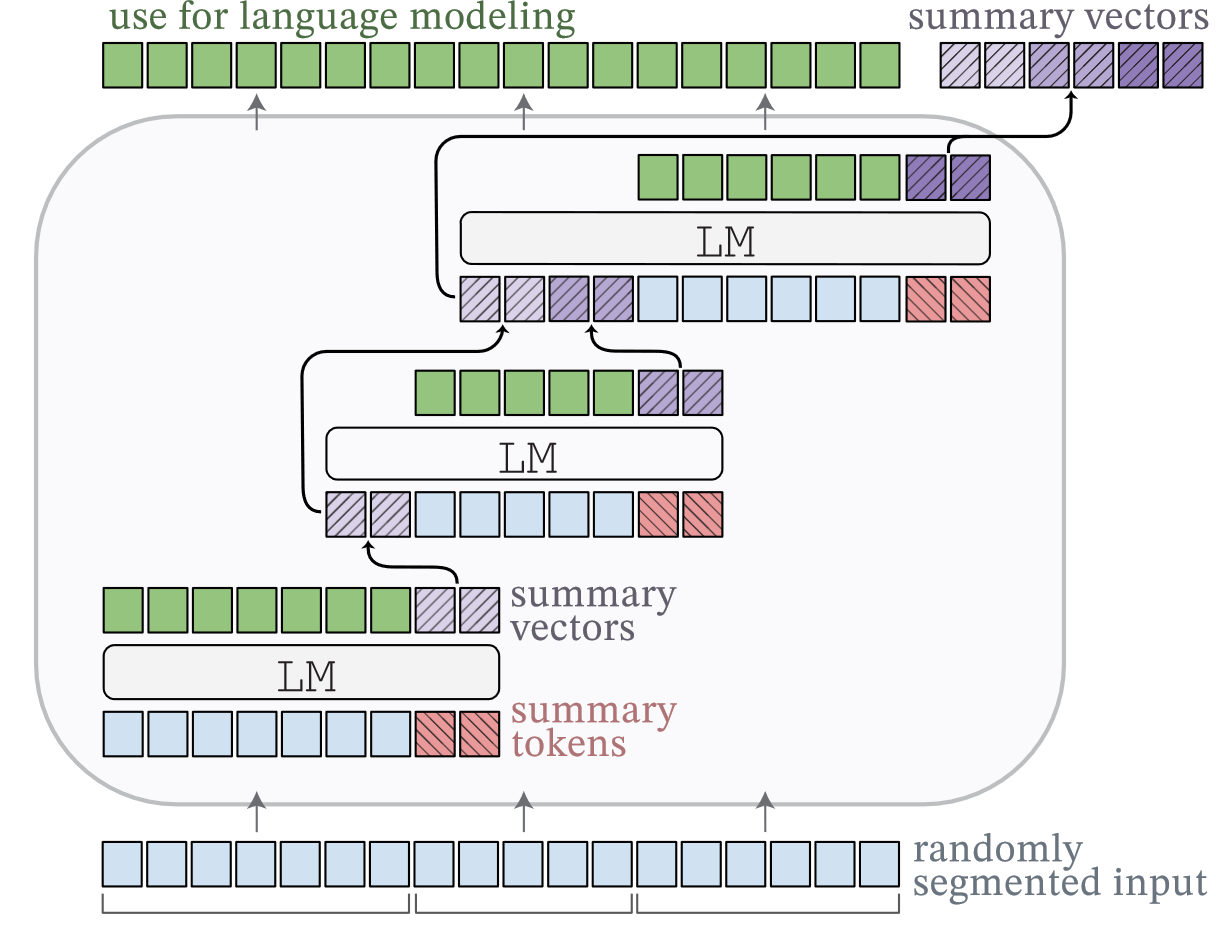 use for language modeling
summary vectors
LM
LM
summary
vectors
LM
summary
tokens
randomly
segmented input